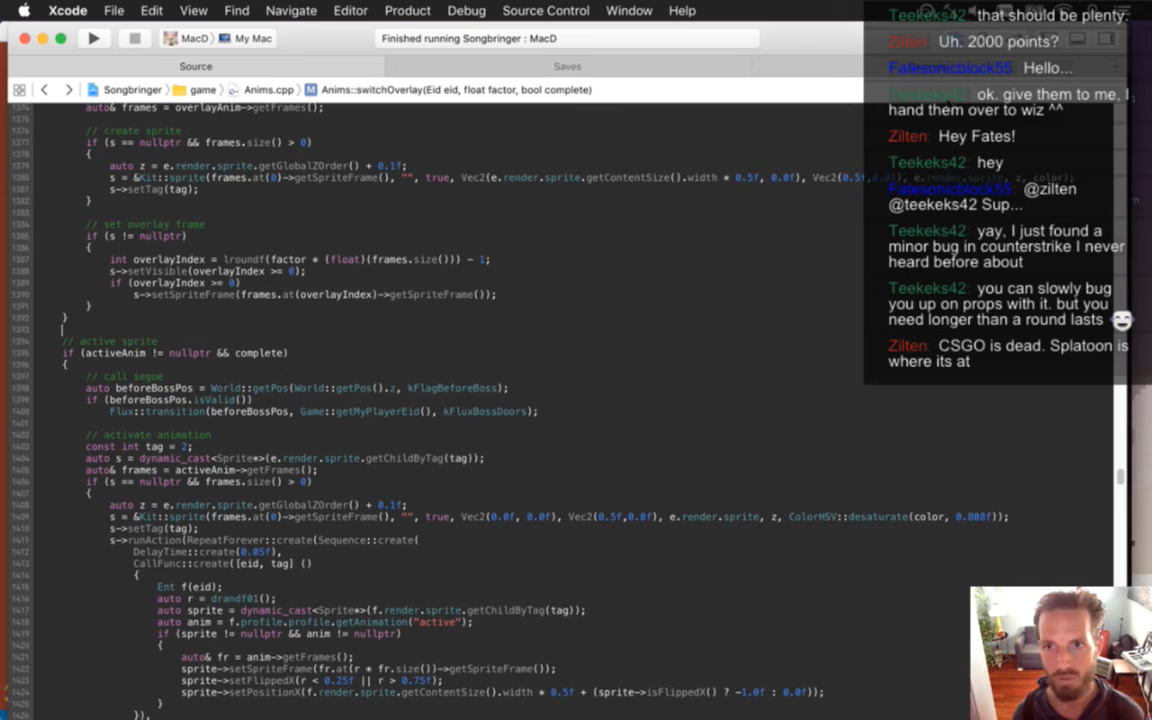 Xcode File Edit View Find Navigate Editor Product Debug Source Control Window Help
MacD My Mac
Finished running Songbringer : MacD
Source
Saves
Songbringer game Anims.cpp Anims::switchOverlay(Eid eid, float factor, bool complete)
auto& frames = overlayAnim->getFrames();
// create sprite
if (s == nullptr && frames.size() > 0)
{
auto z = e.render.sprite.getGlobalZOrder() + 0.1f;
s = &Kit::sprite(frames.at(0)->getSpriteFrame(), "", true, Vec2(e.render.sprite.getContentSize().width * 0.5f, 0.0f), Vec2(0.5f,0.0f), e.render.sprite, z, color);
s->setTag(tag);
}
// set overlay frame
if (s != nullptr)
{
int overlayIndex = lroundf(factor * (float)(frames.size())) - 1;
s->setVisible(overlayIndex >= 0);
if (overlayIndex >= 0)
s->setSpriteFrame(frames.at(overlayIndex)->getSpriteFrame());
}
}
// active sprite
if (activeAnim != nullptr && complete)
{
// call segue
auto beforeBossPos = World::getPos(World::getPos().z, kFlagBeforeBoss);
if (beforeBossPos.isValid())
Flux::transition(beforeBossPos, Game::getMyPlayerEid(), kFluxBossDoors);
// activate animation
const int tag = 2;
auto s = dynamic_cast<Sprite*>(e.render.sprite.getChildByTag(tag));
auto& frames = activeAnim->getFrames();
if (s == nullptr && frames.size() > 0)
{
auto z = e.render.sprite.getGlobalZOrder() + 0.1f;
s = &Kit::sprite(frames.at(0)->getSpriteFrame(), "", true, Vec2(0.0f, 0.0f), Vec2(0.5f,0.0f), e.render.sprite, z, ColorHSV::desaturate(color, 0.808f));
s->setTag(tag);
s->runAction(RepeatForever::create(Sequence::create(
DelayTime::create(0.05f),
CallFunc::create([eid, tag] ()
{
Ent f(eid);
auto r = drandf01();
auto sprite = dynamic_cast<Sprite*>(f.render.sprite.getChildByTag(tag));
auto anim = f.profile.profile.getAnimation("active");
if (sprite != nullptr && anim != nullptr)
{
auto& fr = anim->getFrames();
sprite->setSpriteFrame(fr.at(r * fr.size())->getSpriteFrame());
sprite->setFlippedX(r < 0.25f || r > 0.75f);
sprite->setPositionX(f.render.sprite.getContentSize().width * 0.5f + (sprite->isFlippedX() ? -1.0f : 0.0f));
}
}),
Teekeks42: that should be plenty.
Zilten: Uh. 2000 points?
Fatesonicblock55: Hello...
Teekeks42: ok. give them to me, I
hand them over to wiz ^^
Zilten: Hey Fates!
Teekeks42: hey
Fatesonicblock55: @zilten
@teekeks42 Sup...
Teekeks42: yay, I just found a
minor bug in counterstrike I never
heard before about
Teekeks42: you can slowly bug
you up on props with it. but you
need longer than a round lasts
Zilten: CSGO is dead. Splatoon is
where its at